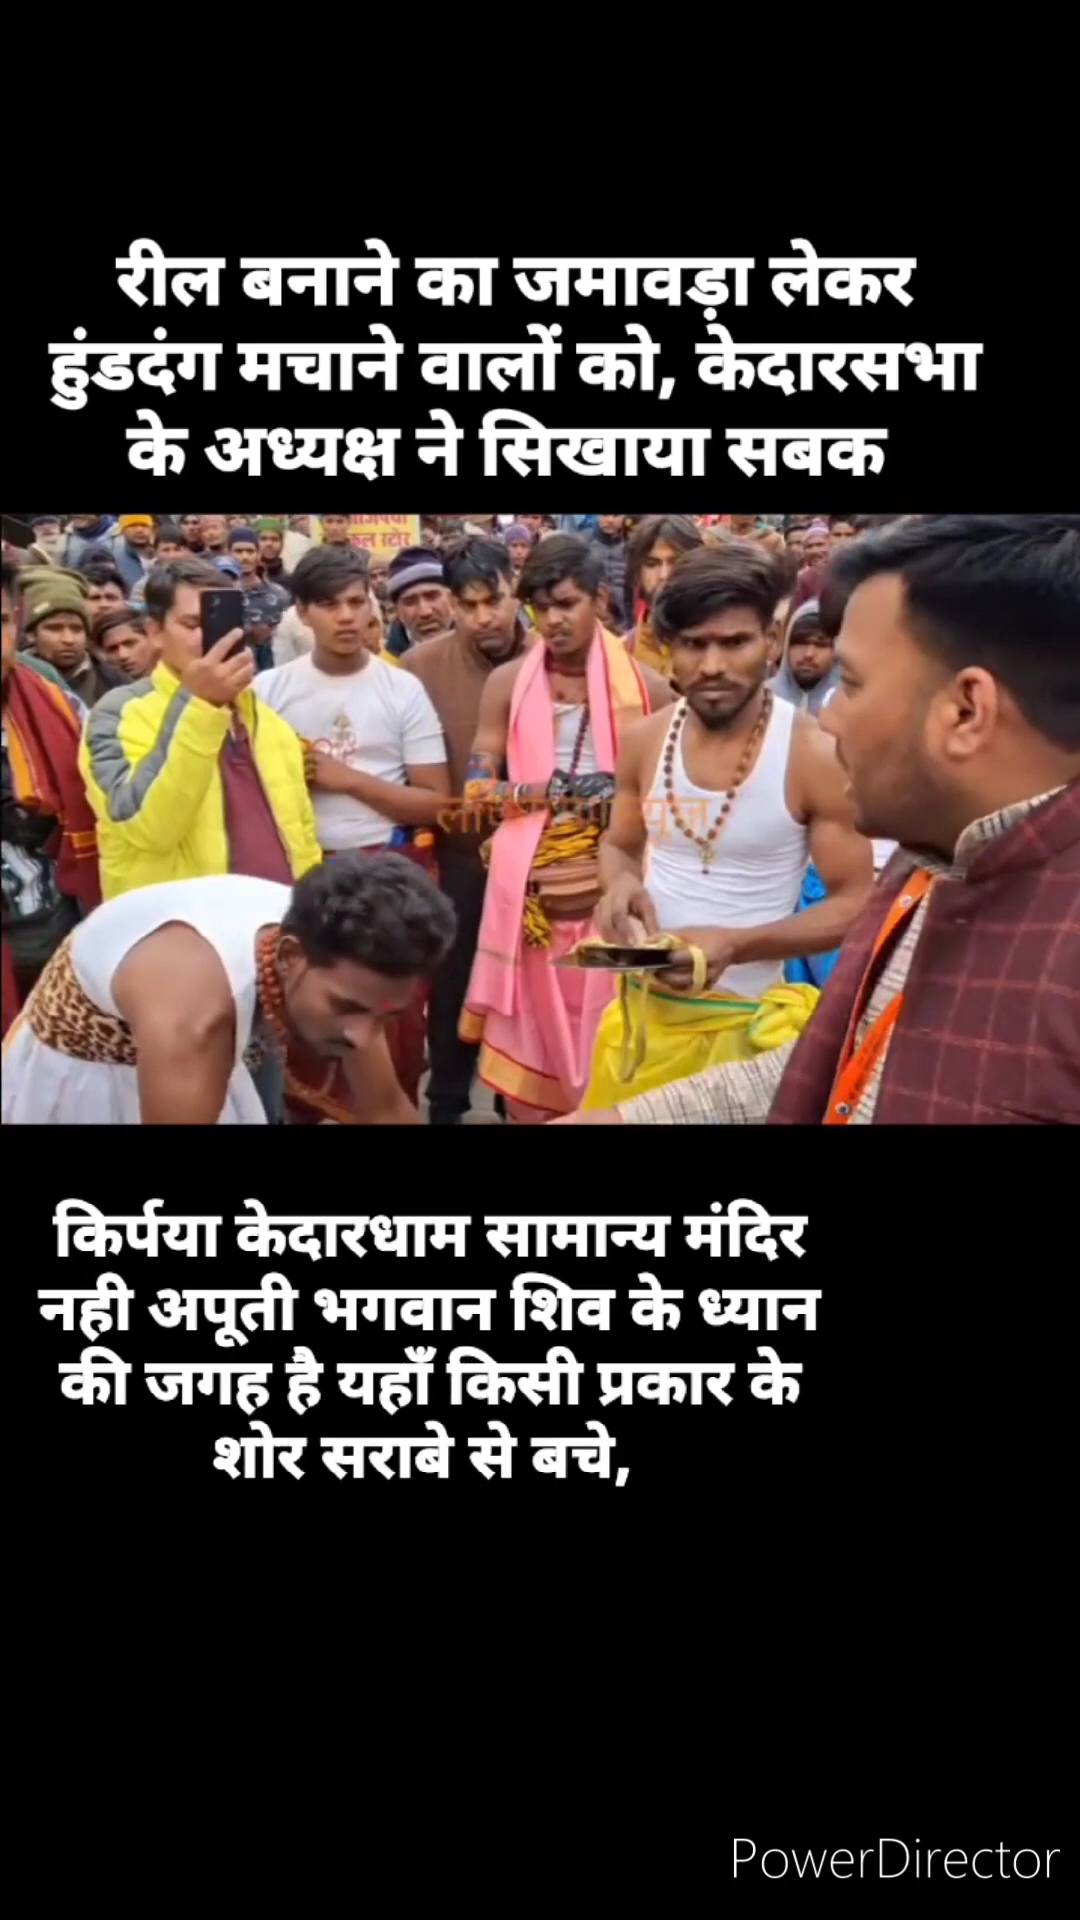 रील बनाने का जमावड़ा लेकर
हुंडदंग मचाने वालों को, केदारसभा
के अध्यक्ष ने सिखाया सबक
किर्पया केदारधाम सामान्य मंदिर
नही अपूती भगवान शिव के ध्यान
की जगह है यहाँ किसी प्रकार के
शोर सराबे से बचे,
PowerDirector